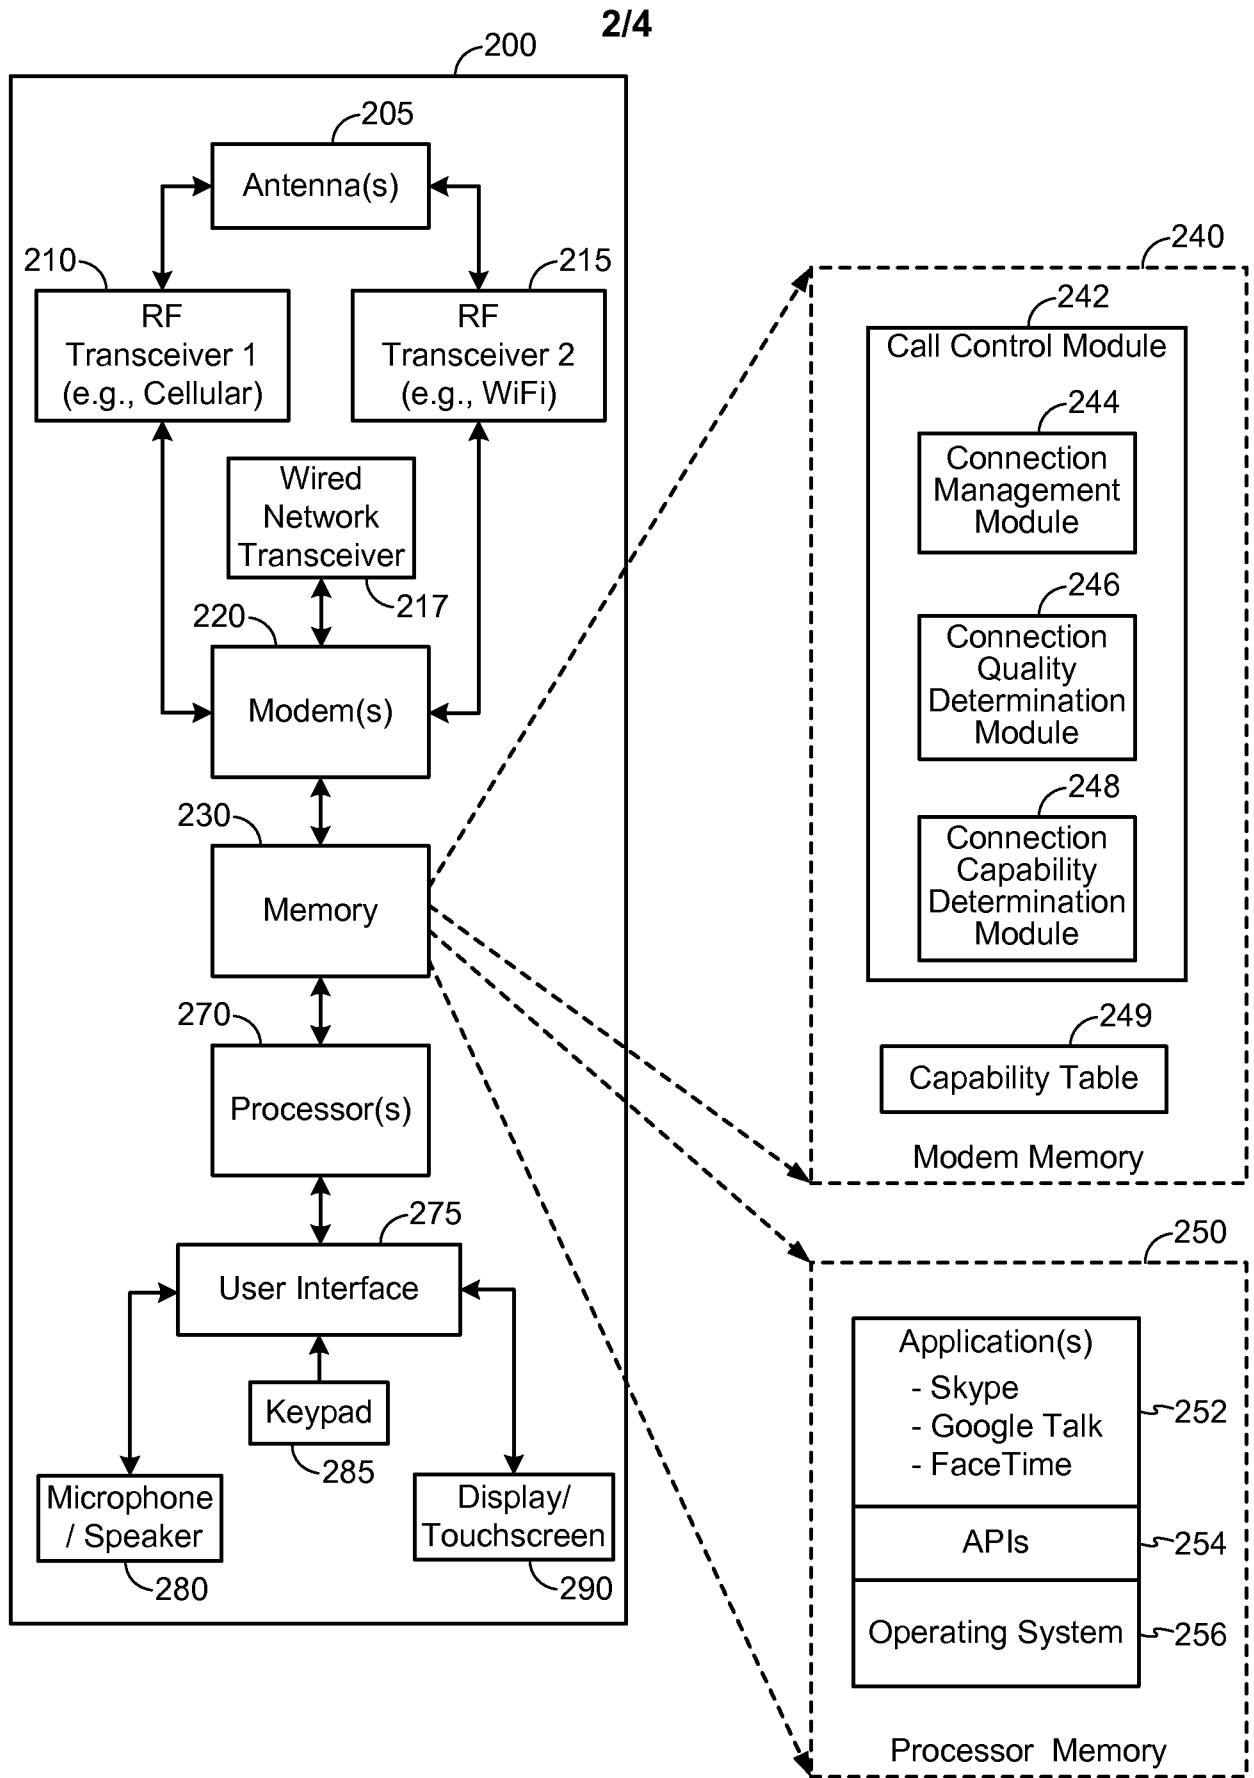 2/4
200
205
Antenna(s)
210
215
RF
Transceiver 1
(e.g., Cellular)
RF
Transceiver 2
(e.g., WiFi)
Wired
Network
Transceiver
217
220
Modem(s)
230
Memory
270
Processor(s)
275
User Interface
Keypad
285
Microphone
/ Speaker
280
Display/
Touchscreen
290
240
242
Call Control Module
244
Connection
Management
Module
246
Connection
Quality
Determination
Module
248
Connection
Capability
Determination
Module
249
Capability Table
Modem Memory
250
Application(s)
- Skype
- Google Talk
- FaceTime
252
APIs
254
Operating System
256
Processor Memory